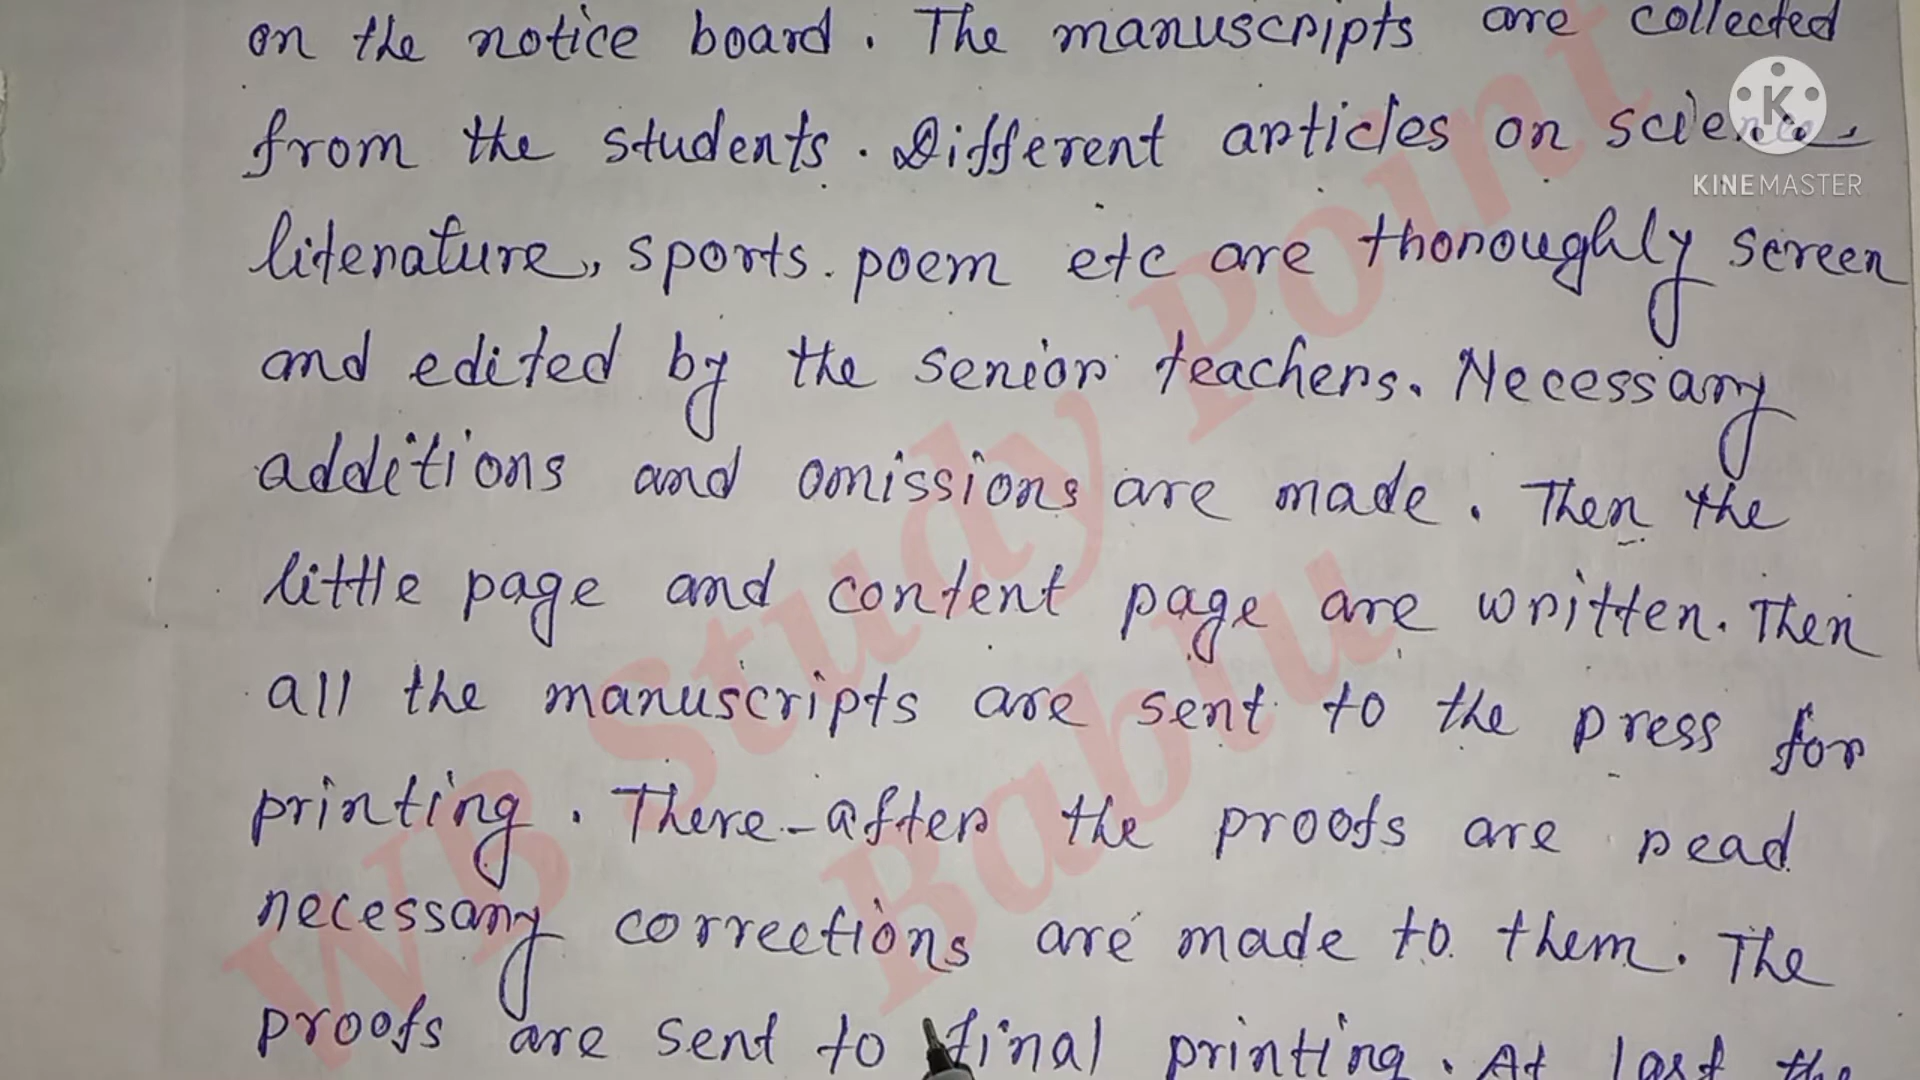 on the notice board. The manuscripts are collected
K
from the students. Different articles on science,
KINEMASTER
literature, sports. poem etc are thoroughly screen
and edited by the senior teachers. Necessary
additions and omissions are made. Then the
little page and content page are written. Then
all the manuscripts are sent to the press for
printing. There-after the proofs are read
necessary corrections are made to them. The
proofs are sent to final printing. At last the
WB Study Point
Bablu